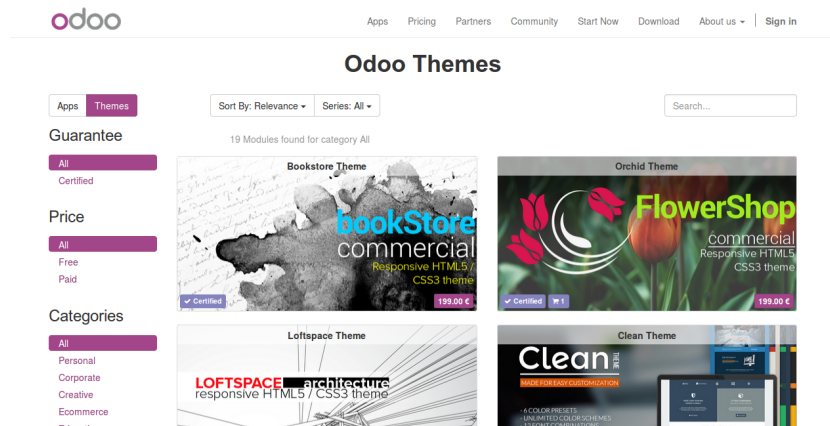 odoo
Apps Pricing Partners Community Start Now Download About us Sign in
Odoo Themes
Apps Themes
Sort By: Relevance Series: All
Search...
Guarantee
All
Certified
Price
All
Free
Paid
Categories
All
Personal
Corporate
Creative
Ecommerce
19 Modules found for category All
Bookstore Theme
bookStore
commercial
Responsive HTML5 /
CSS3 theme
Certified
199.00 €
Orchid Theme
FlowerShop
commercial
Responsive HTML5
CSS3 theme
Certified 1
199.00 €
Loftspace Theme
LOFTSPACE architecture
responsive HTML5 / CSS3 theme
Clean Theme
Clean THEME
MADE FOR EASY CUSTOMIZATION
- 6 COLOR PRESETS
- UNLIMITED COLOR SCHEMES
- 12 FONT COMBINATIONS